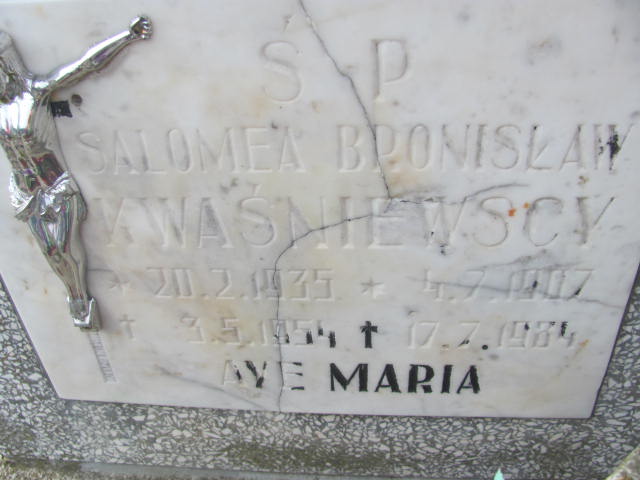 Ś P
SALOMEA BRONISŁAW
KWAŚNIEWSCY
* 20.2.1935 * 4.7.1907
† 3.5.1954 † 17.7.1984
AVE MARIA